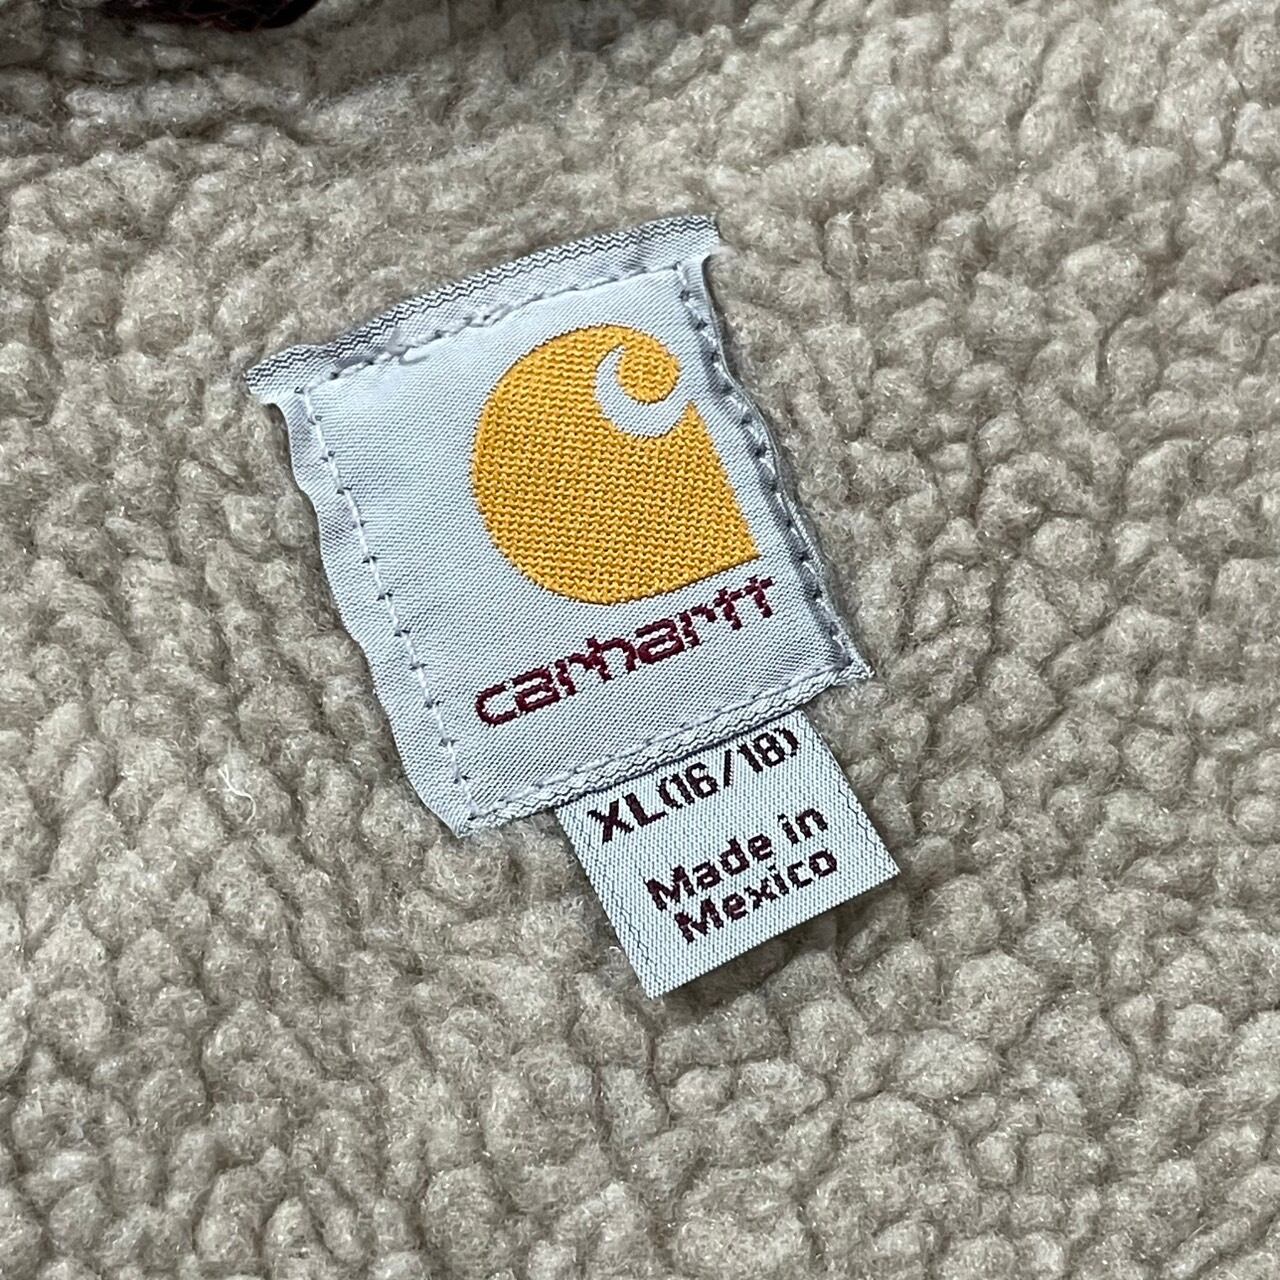 carhartt
XL(16/18)
Made in
Mexico